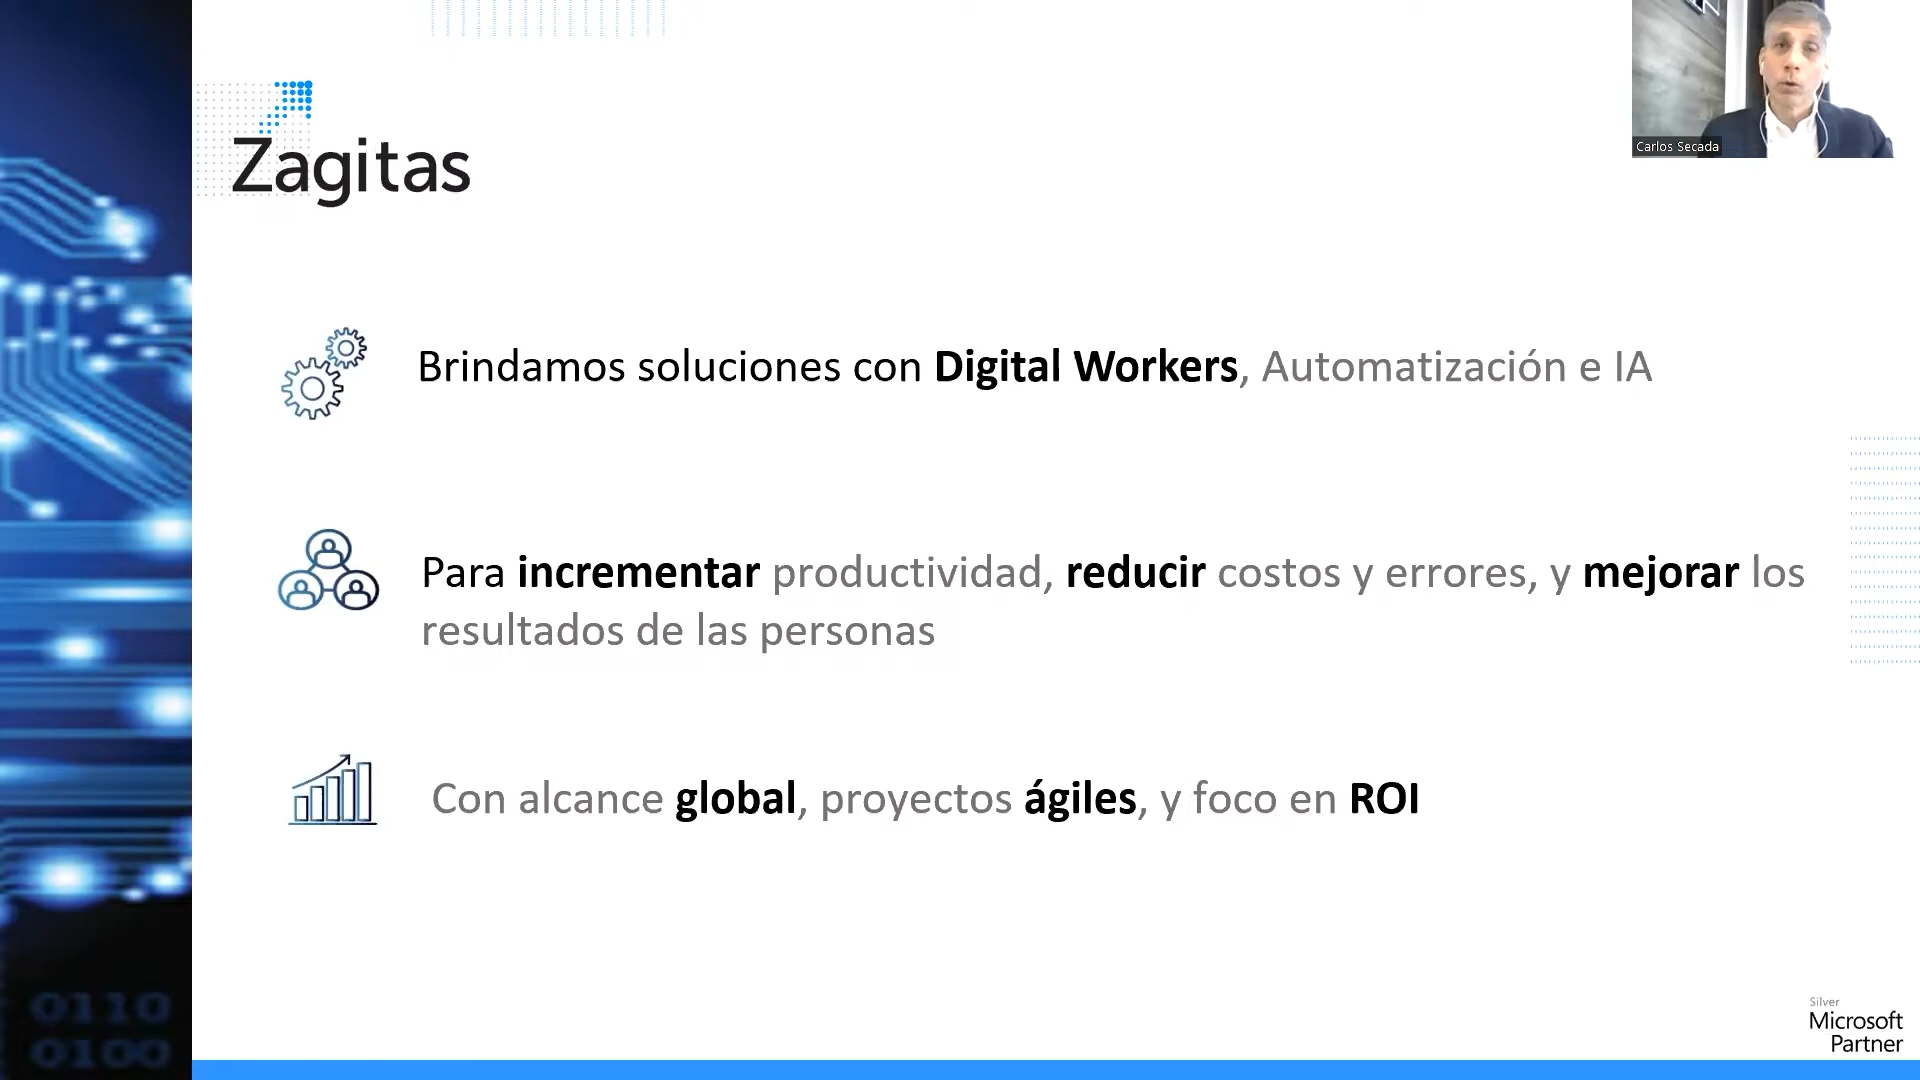 Carlos Secada
Zagitas
Brindamos soluciones con Digital Workers, Automatización e IA
Para incrementar productividad, reducir costos y errores, y mejorar los
resultados de las personas
Con alcance global, proyectos ágiles, y foco en ROI
0110
0100
Silver
Microsoft
Partner